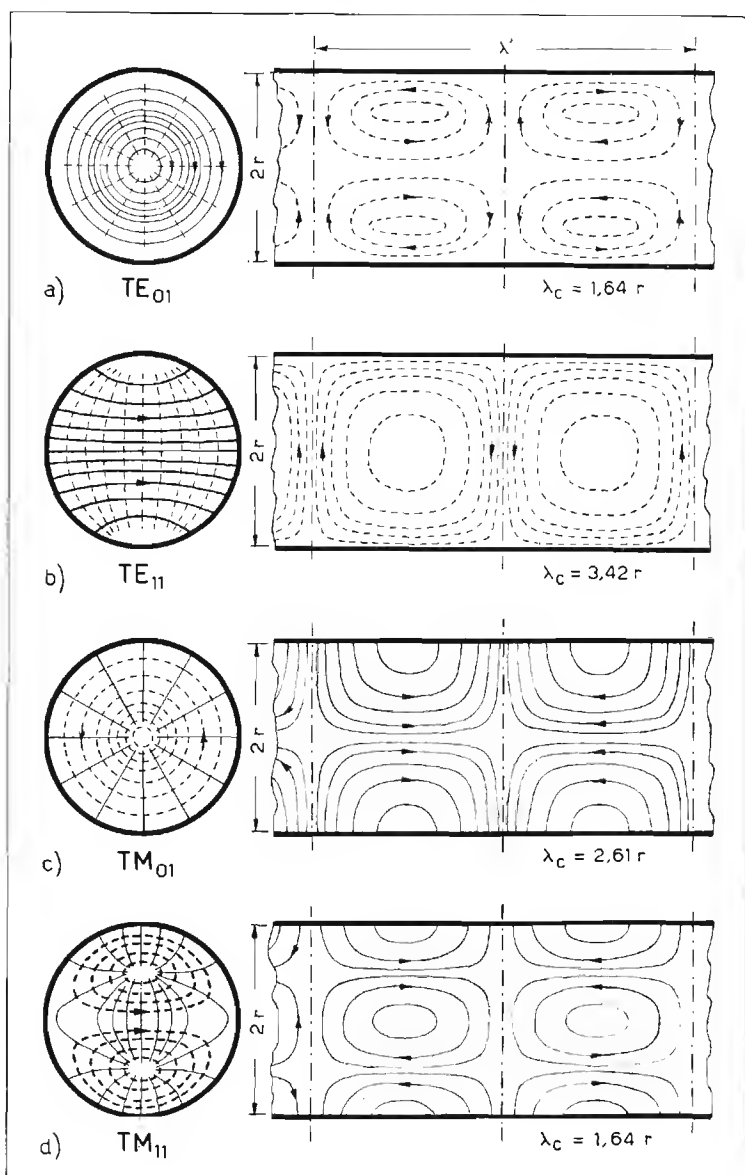 λ'
2r
a) TE01
λc = 1,64 r
2r
b) TE11
λc = 3,42 r
2r
c) TM01
λc = 2,61 r
2r
d) TM11
λc = 1,64 r